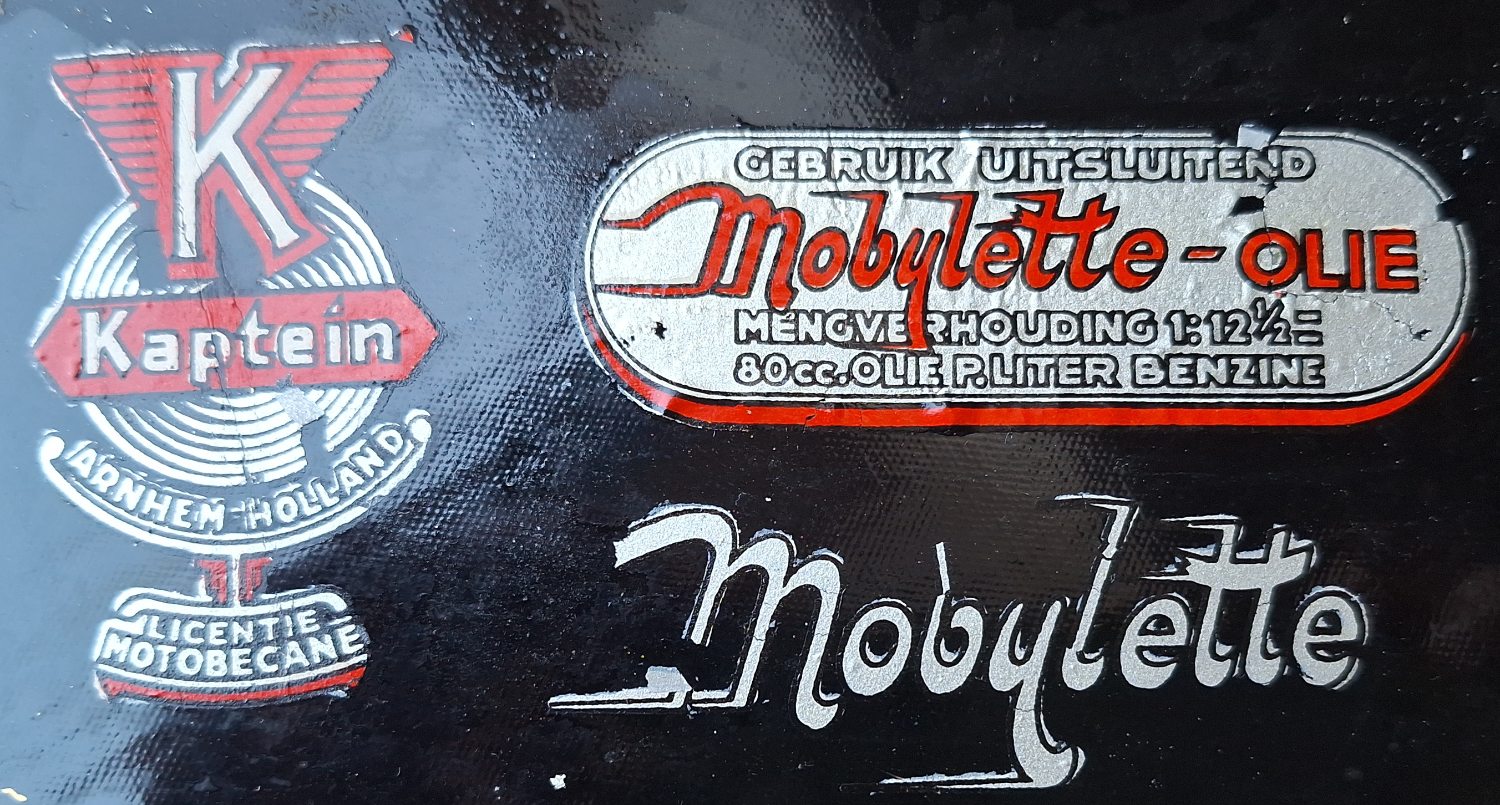 K
Kaptein
ARNHEM-HOLLAND
LICENTIE
MOTOBECANE
GEBRUIK UITSLUITEND
Mobylette - OLIE
MENGVERHOUDING 1:12½=
80cc. OLIE P. LITER BENZINE
Mobylette